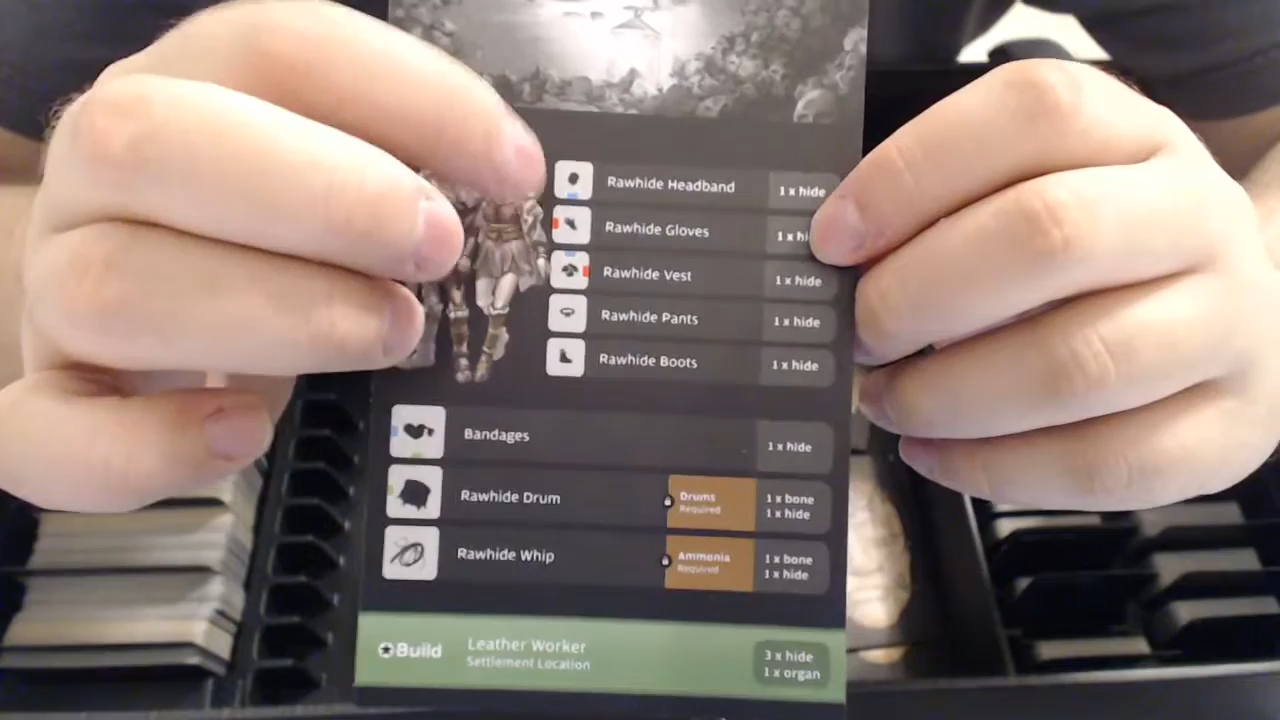 Rawhide Headband 1 x hide
Rawhide Gloves 1 x hi
Rawhide Vest 1 x hide
Rawhide Pants 1 x hide
Rawhide Boots 1 x hide
Bandages 1 x hide
Rawhide Drum Drums Required 1 x bone
1 x hide
Rawhide Whip Ammonia Required 1 x bone
1 x hide
Build Leather Worker 3 x hide
Settlement Location 1 x organ